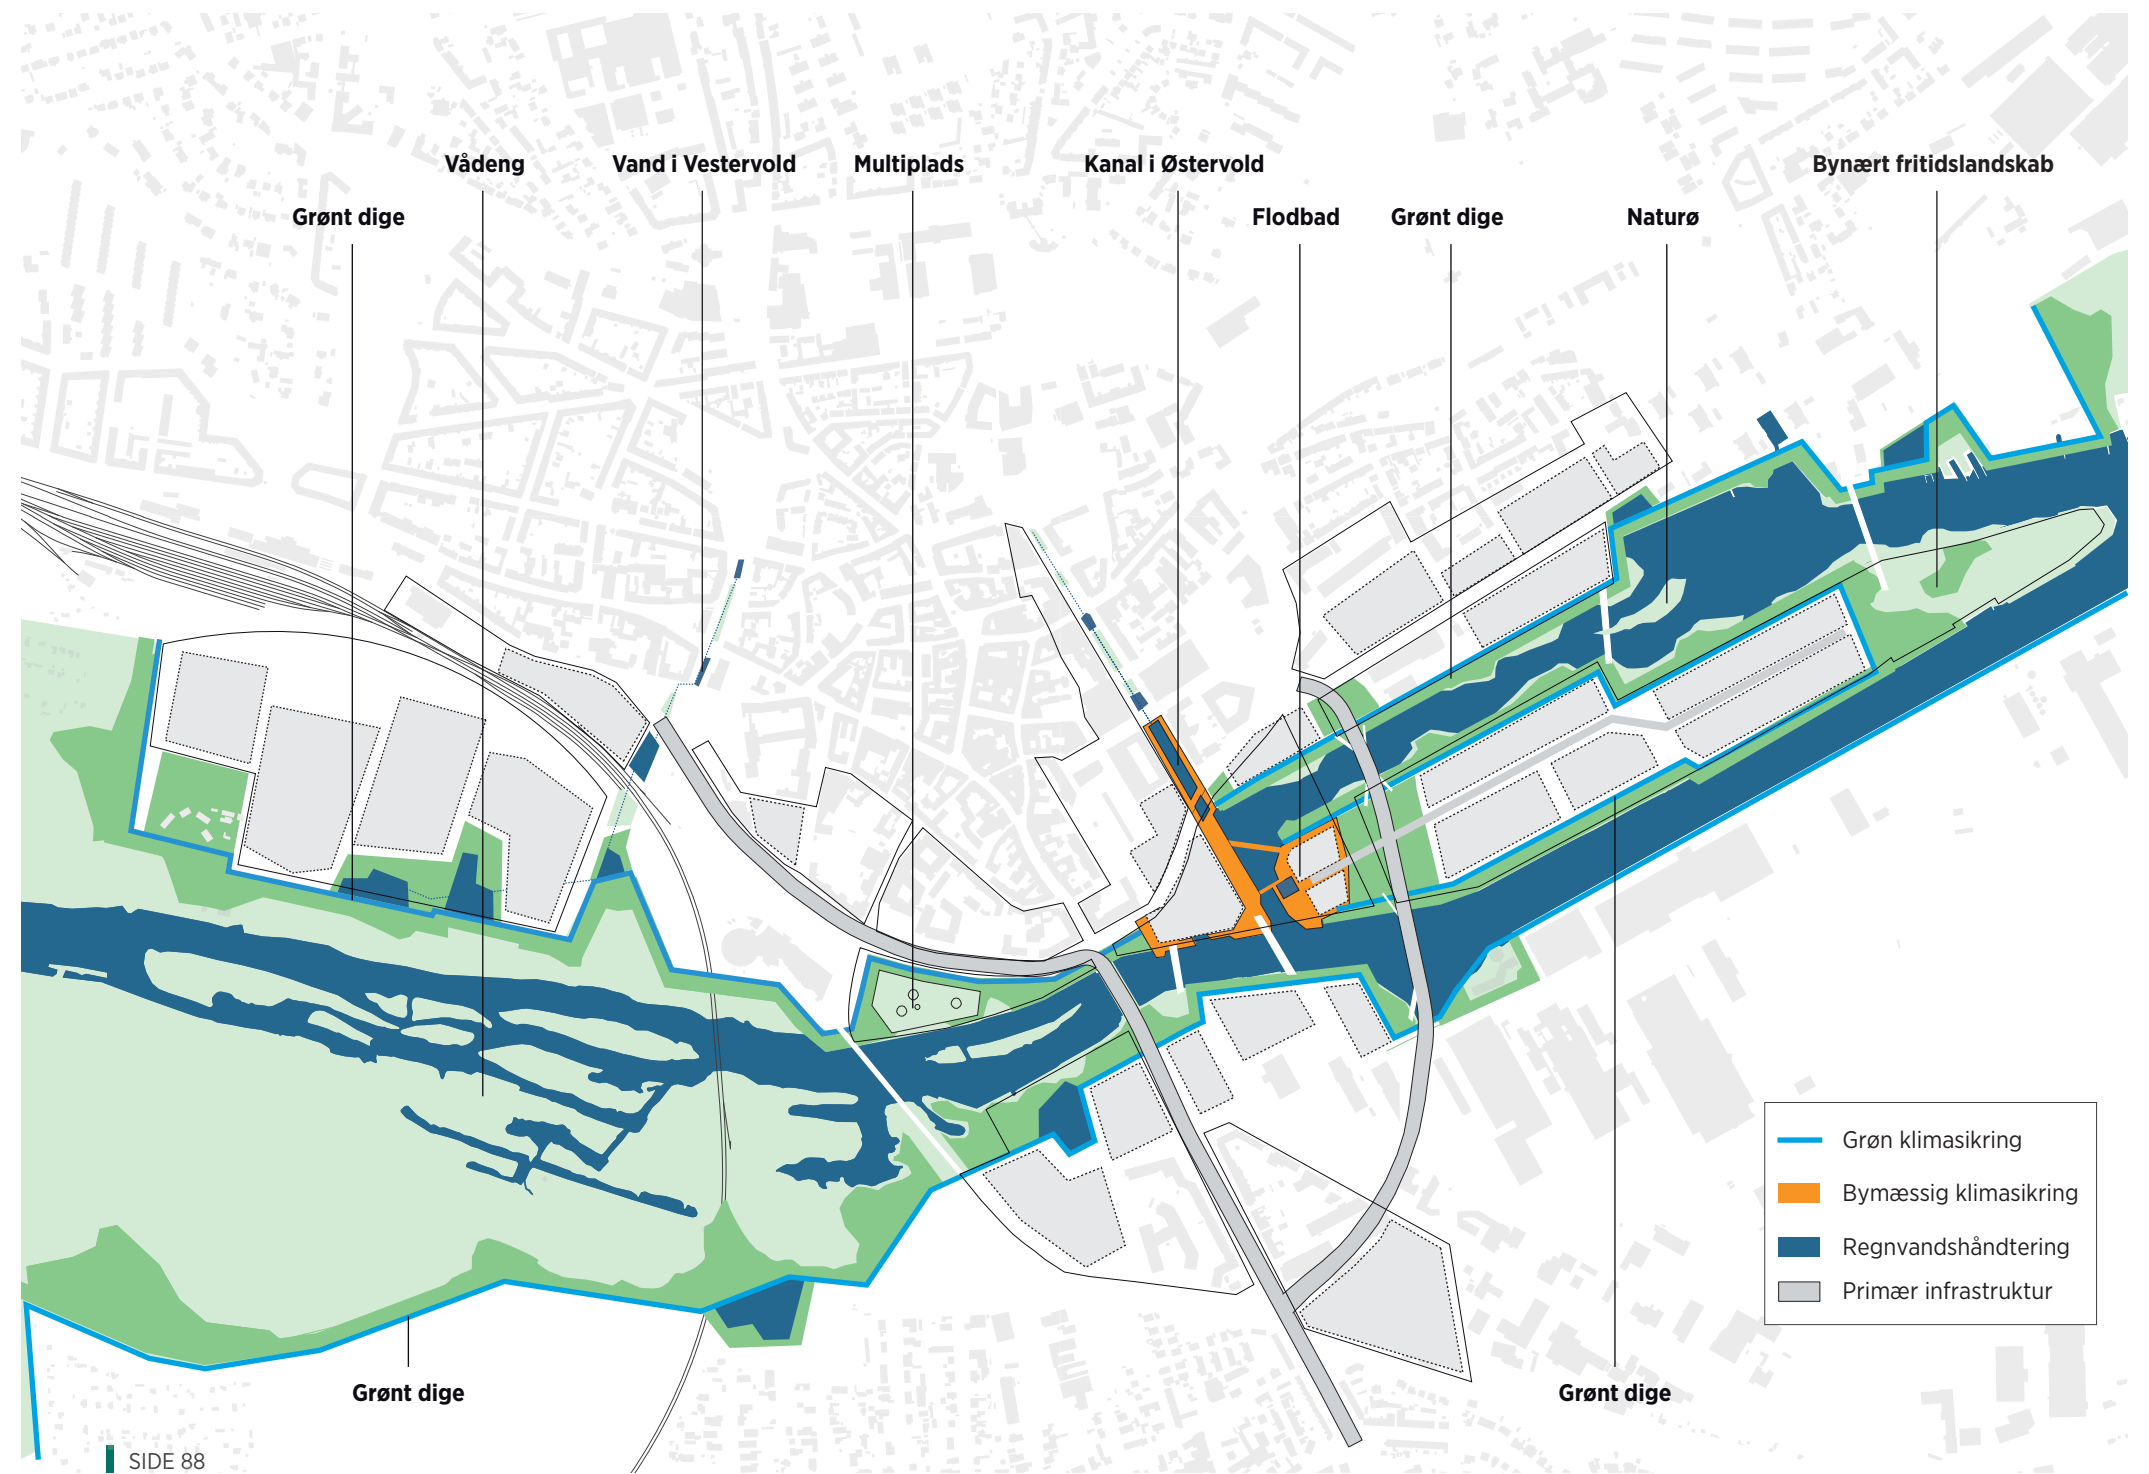 Vådeng
Vand i Vestervold
Multiplads
Kanal i Østervold
Bynært fritidslandskab
Grønt dige
Flodbad
Grønt dige
Naturø
Grøn klimasikring
Bymæssig klimasikring
Regnvandshåndtering
Primær infrastruktur
Grønt dige
Grønt dige
SIDE 88